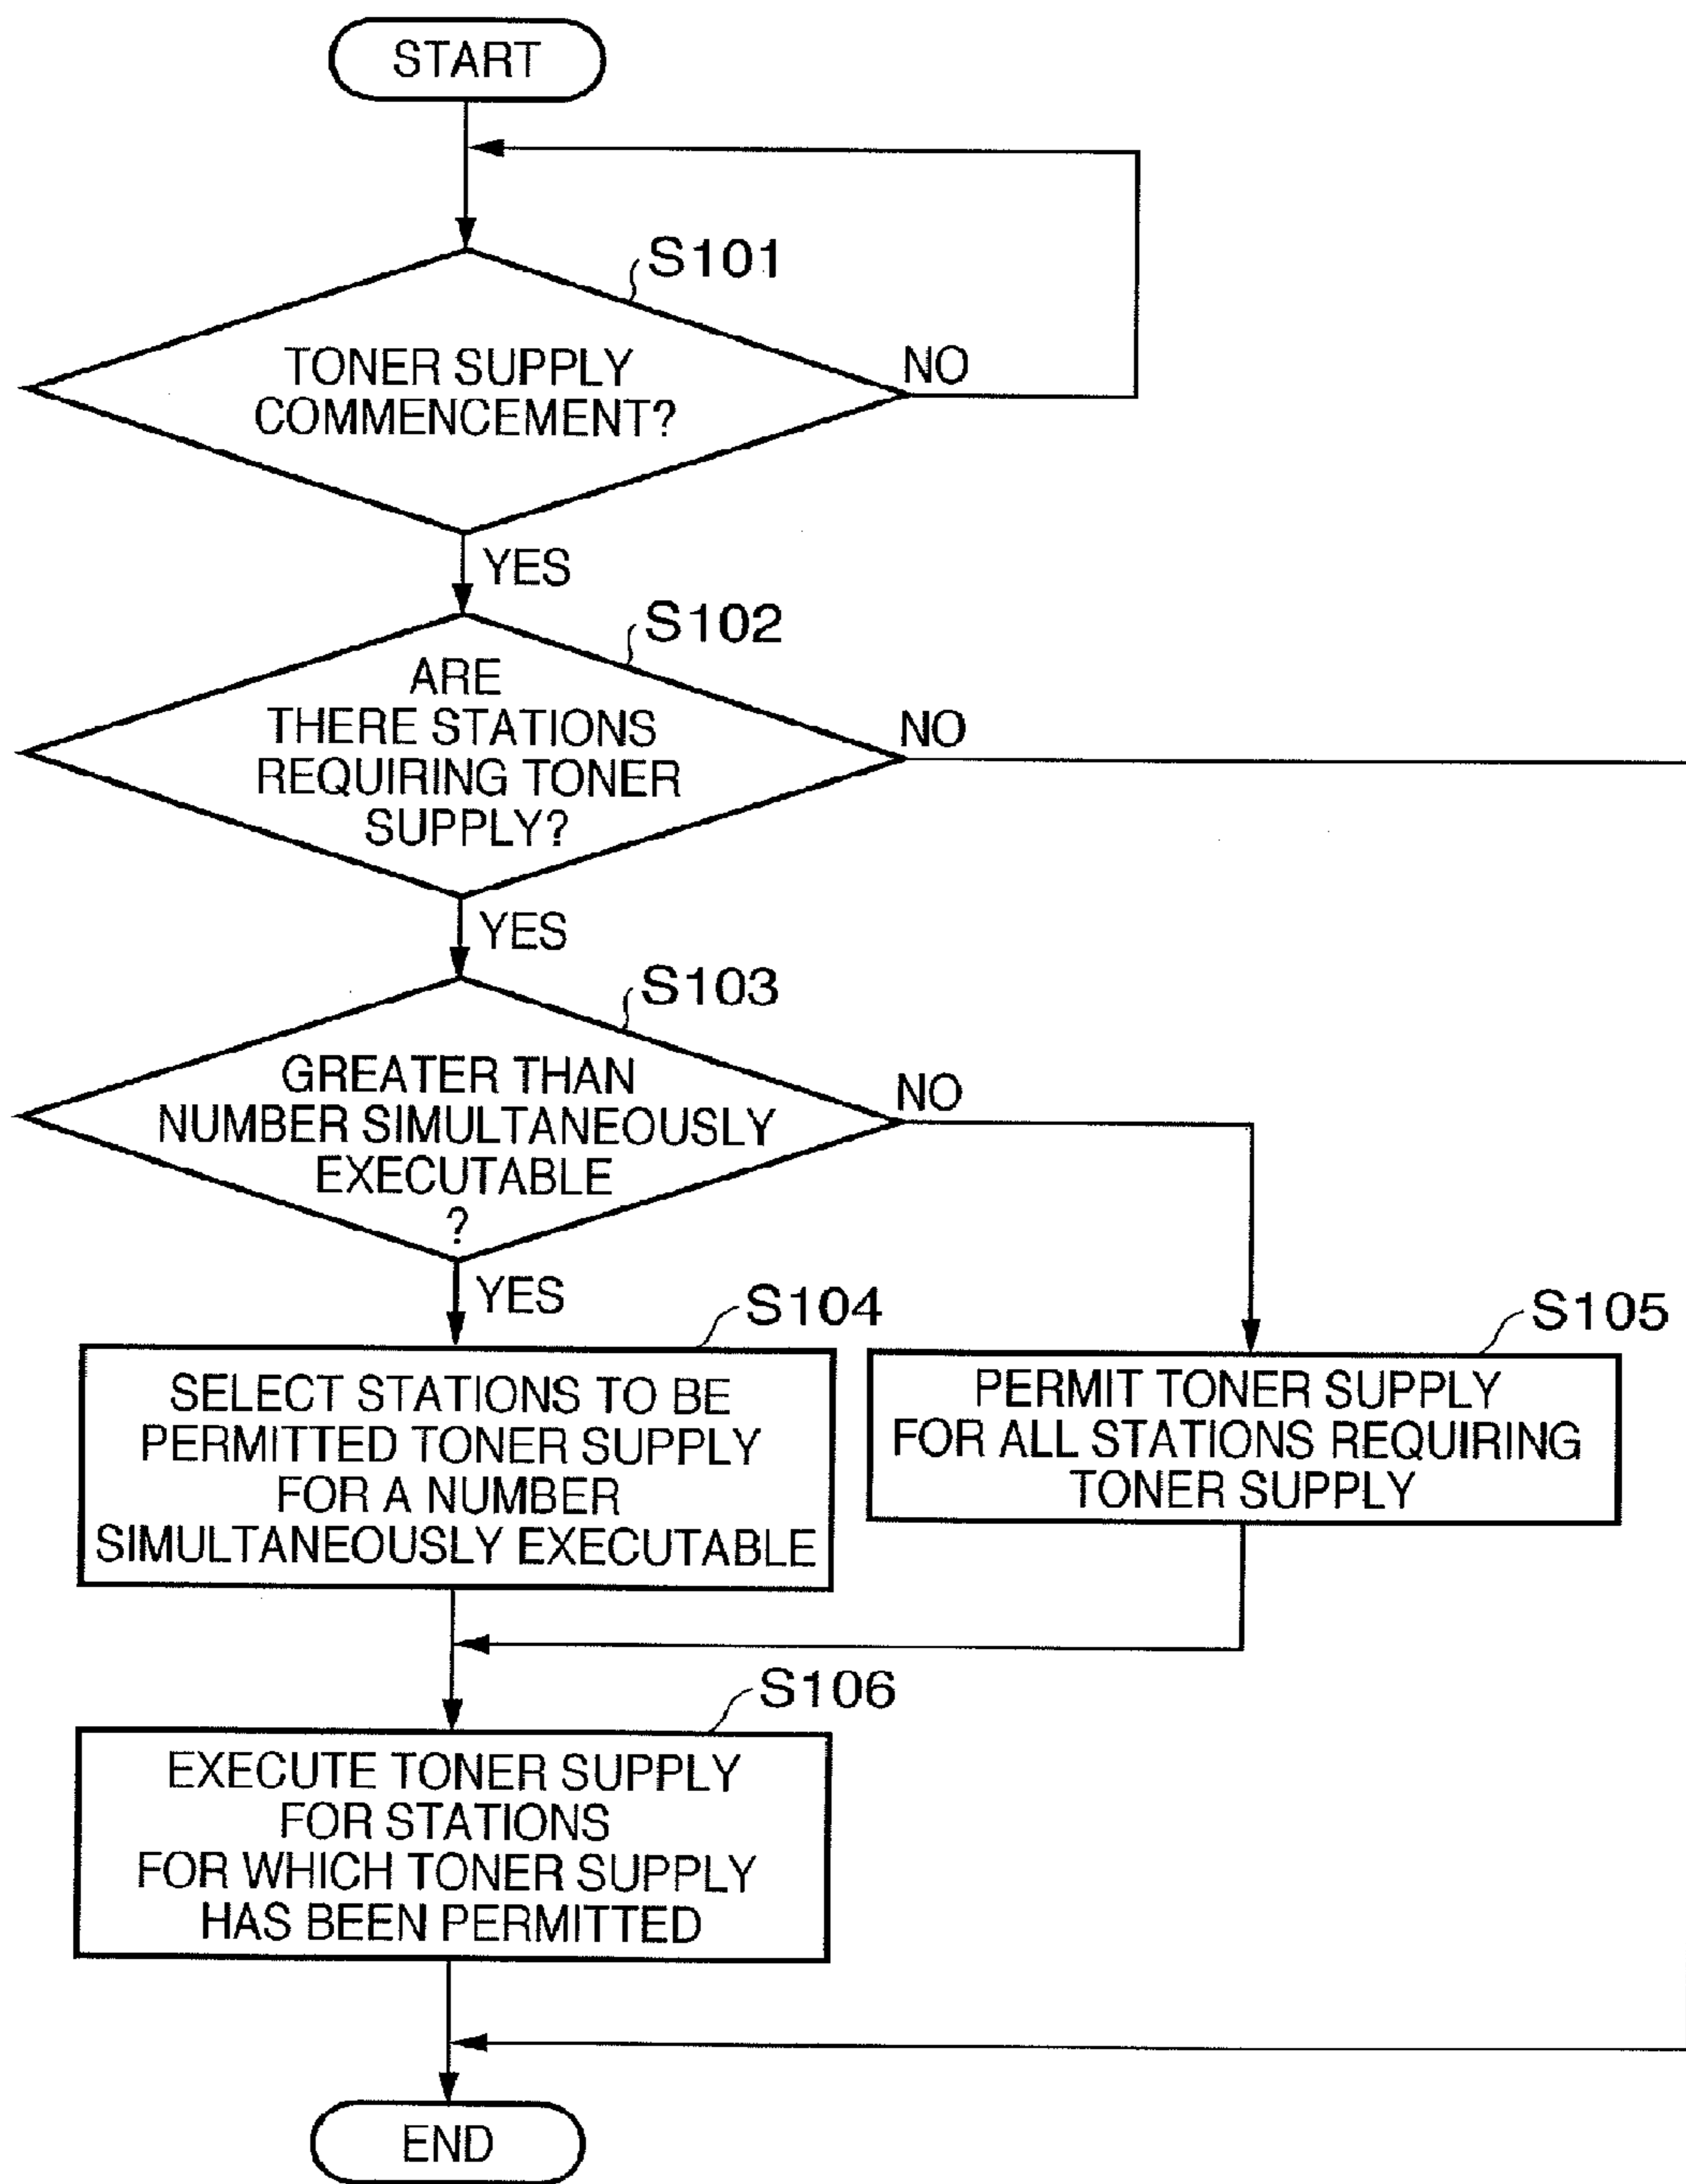 START
S101
TONER SUPPLY
COMMENCEMENT?
NO
YES
S102
ARE
THERE STATIONS
REQUIRING TONER
SUPPLY?
NO
YES
S103
GREATER THAN
NUMBER SIMULTANEOUSLY
EXECUTABLE
?
NO
YES
S104
SELECT STATIONS TO BE
PERMITTED TONER SUPPLY
FOR A NUMBER
SIMULTANEOUSLY EXECUTABLE
S105
PERMIT TONER SUPPLY
FOR ALL STATIONS REQUIRING
TONER SUPPLY
S106
EXECUTE TONER SUPPLY
FOR STATIONS
FOR WHICH TONER SUPPLY
HAS BEEN PERMITTED
END